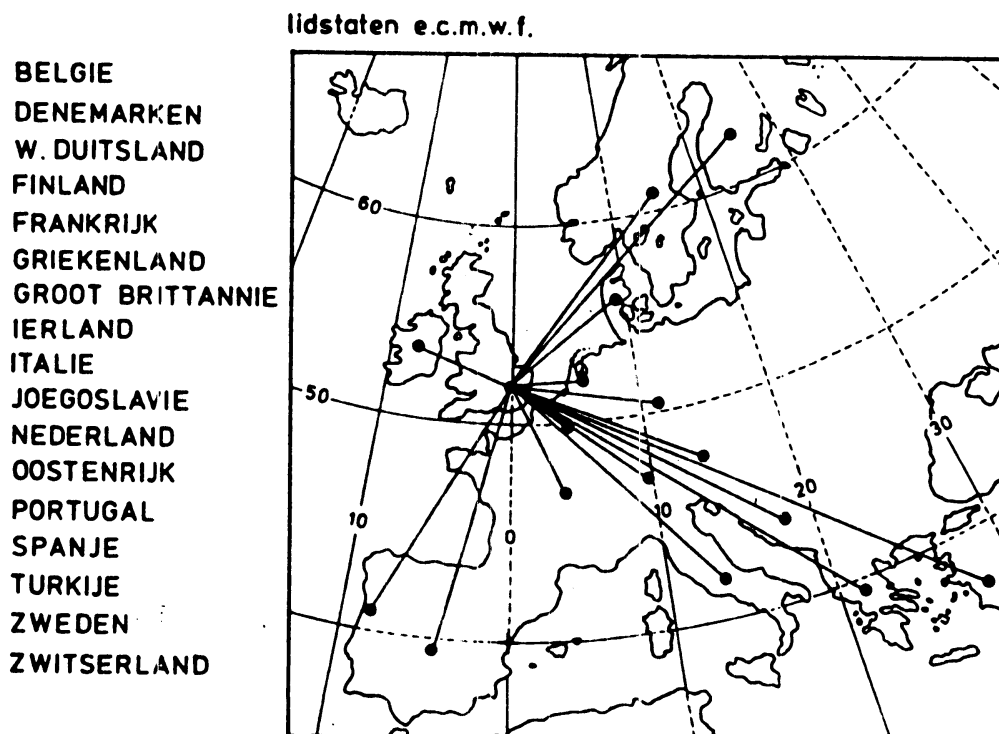 lidstaten e.c.m.w.f.
BELGIE
DENEMARKEN
W. DUITSLAND
FINLAND
FRANKRIJK
GRIEKENLAND
GROOT BRITTANNIE
IERLAND
ITALIE
JOEGOSLAVIE
NEDERLAND
OOSTENRIJK
PORTUGAL
SPANJE
TURKIJE
ZWEDEN
ZWITSERLAND
60
50
30
20
10
10
0